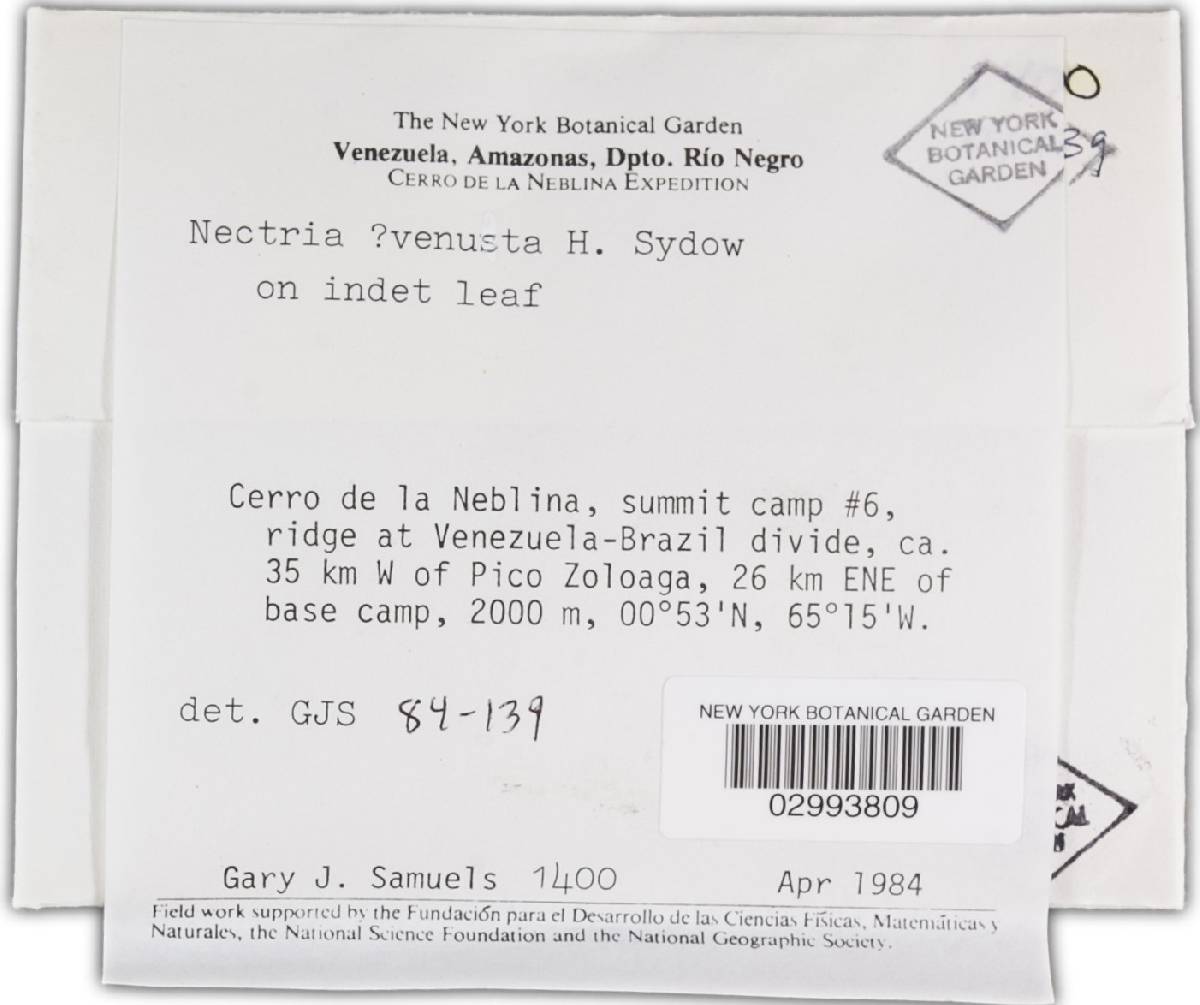 The New York Botanical Garden
Venezuela, Amazonas, Dpto. Río Negro
CERRO DE LA NEBLINA EXPEDITION
NEW YORK
BOTANICAL
GARDEN
39
Nectria ?venusta H. Sydow
on indet leaf
Cerro de la Neblina, summit camp #6,
ridge at Venezuela-Brazil divide, ca.
35 km W of Pico Zoloaga, 26 km ENE of
base camp, 2000 m, 00°53'N, 65°15'W.
det. GJS 84-139
NEW YORK BOTANICAL GARDEN
02993809
Gary J. Samuels 1400
Apr 1984
Field work supported by the Fundación para el Desarrollo de las Ciencias Físicas, Matemáticas y
Naturales, the National Science Foundation and the National Geographic Society.